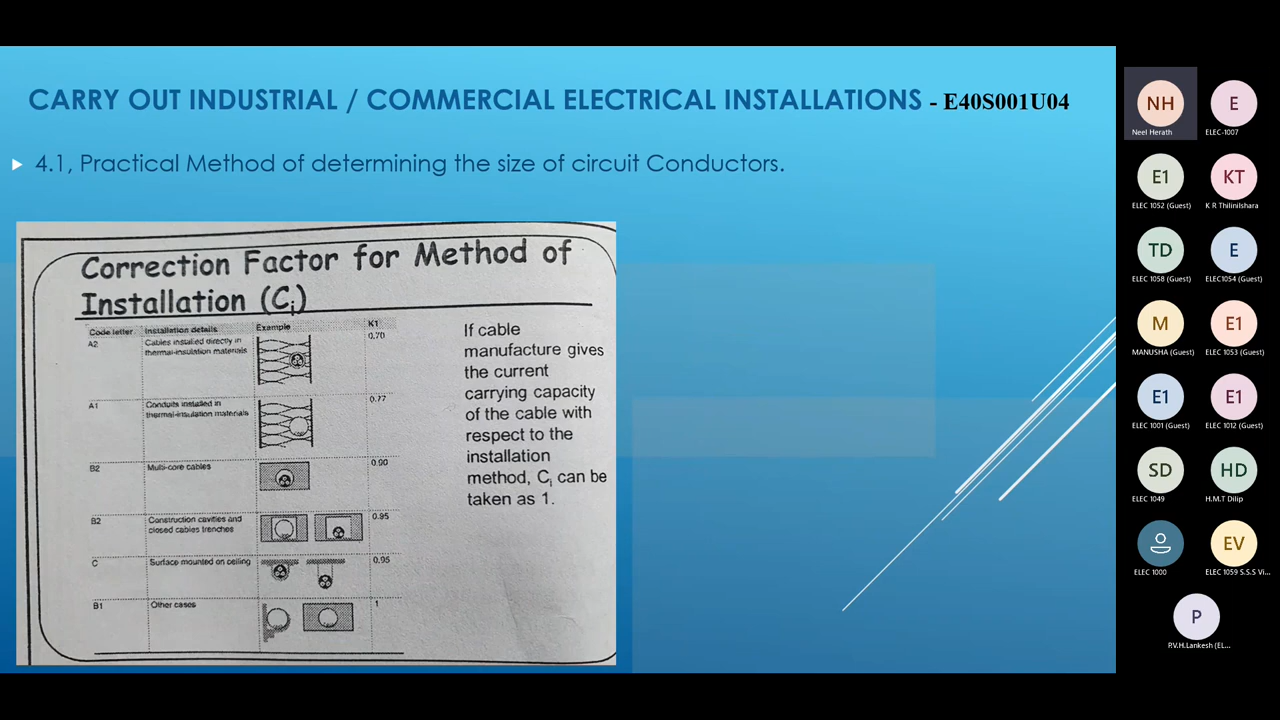 CARRY OUT INDUSTRIAL / COMMERCIAL ELECTRICAL INSTALLATIONS - E40S001U04
4.1, Practical Method of determining the size of circuit Conductors.
Correction Factor for Method of
Installation (Ci)
Code letter Installation details Example K1
A2 Cables installed directly in 0.70
thermal-insulation materials
A1 Conduits installed in 0.77
thermal-insulation materials
B2 Multi-core cables 0.90
B2 Construction cavities and 0.95
closed cables trenches
C Surface mounted on ceiling 0.95
B1 Other cases 1
If cable
manufacture gives
the current
carrying capacity
of the cable with
respect to the
installation
method, Ci can be
taken as 1.
NH E
Neel Herath ELEC-1007
E1 KT
ELEC 1052 (Guest) K R Thilinilshara
TD E
ELEC 1058 (Guest) ELEC1054 (Guest)
M E1
MANUSHA (Guest) ELEC 1053 (Guest)
E1 E1
ELEC 1001 (Guest) ELEC 1012 (Guest)
SD HD
ELEC 1049 H.M.T Dilip
EV
ELEC 1000 ELEC 1059 S.S.S Vi...
P
P.V.H.Lankesh (EL...